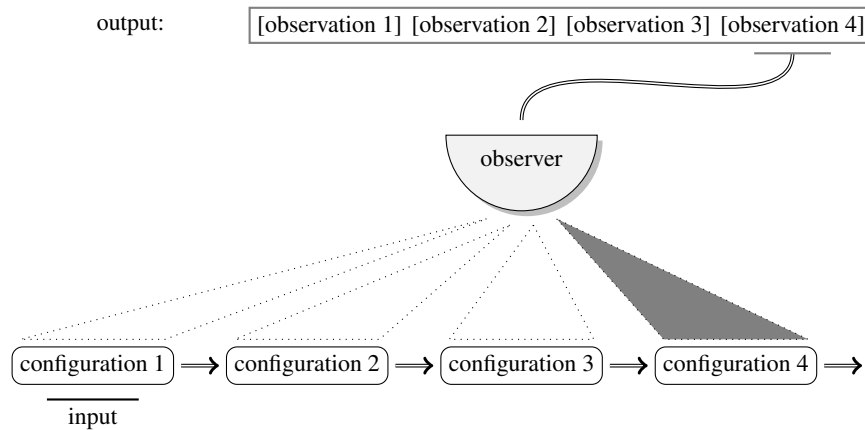 output: [observation 1] [observation 2] [observation 3] [observation 4]
observer
configuration 1 configuration 2 configuration 3 configuration 4
input